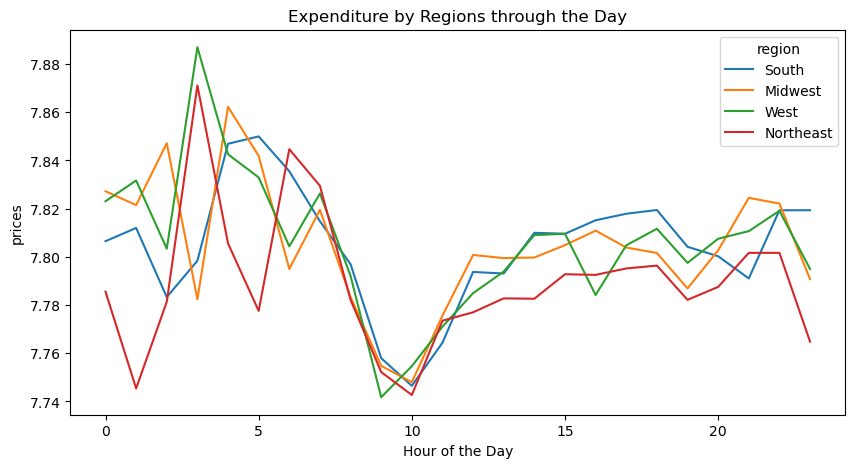 Expenditure by Regions through the Day
region
South
Midwest
West
Northeast
prices
7.88
7.86
7.84
7.82
7.80
7.78
7.76
7.74
0 5 10 15 20
Hour of the Day